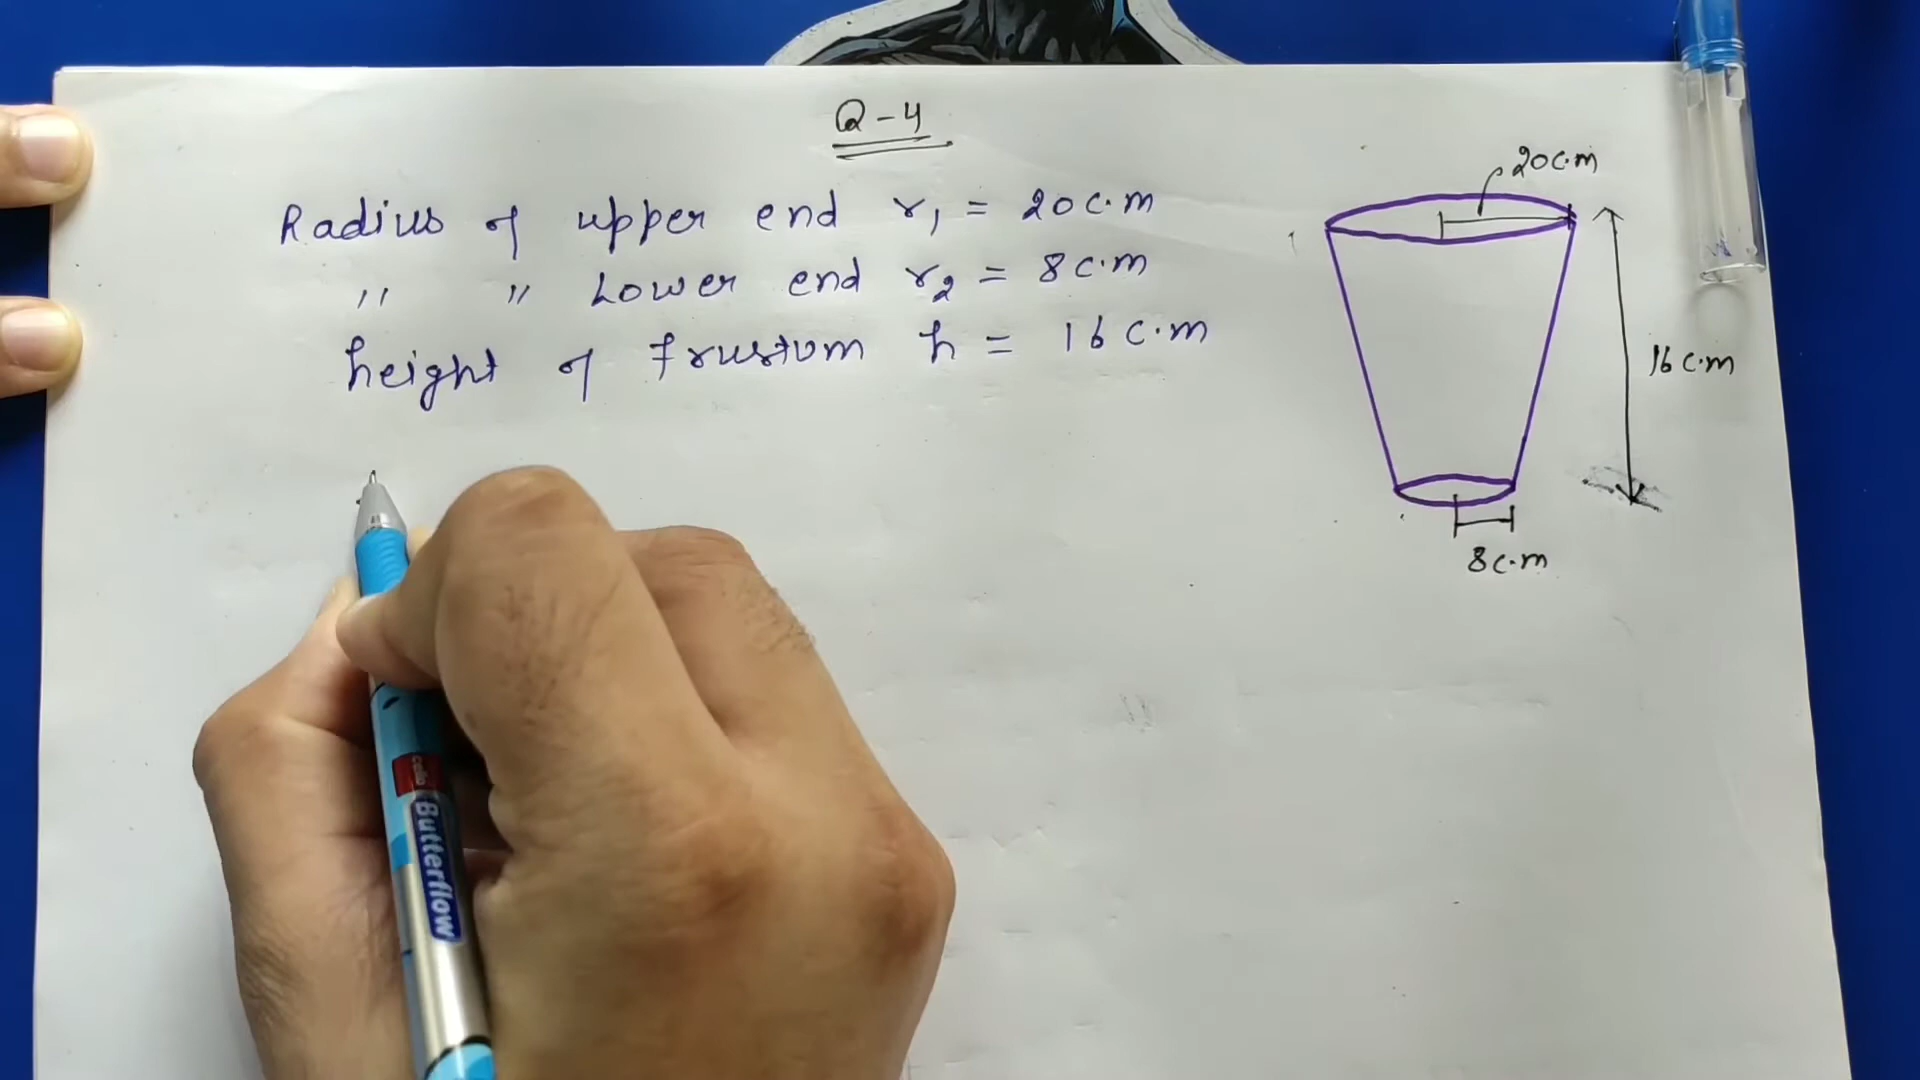 Q-4
Radius of upper end r₁ = 20c.m
" " Lower end r₂ = 8c.m
height of frustum h = 16c.m
20c.m
16c.m
8c.m
cello
Butterflow